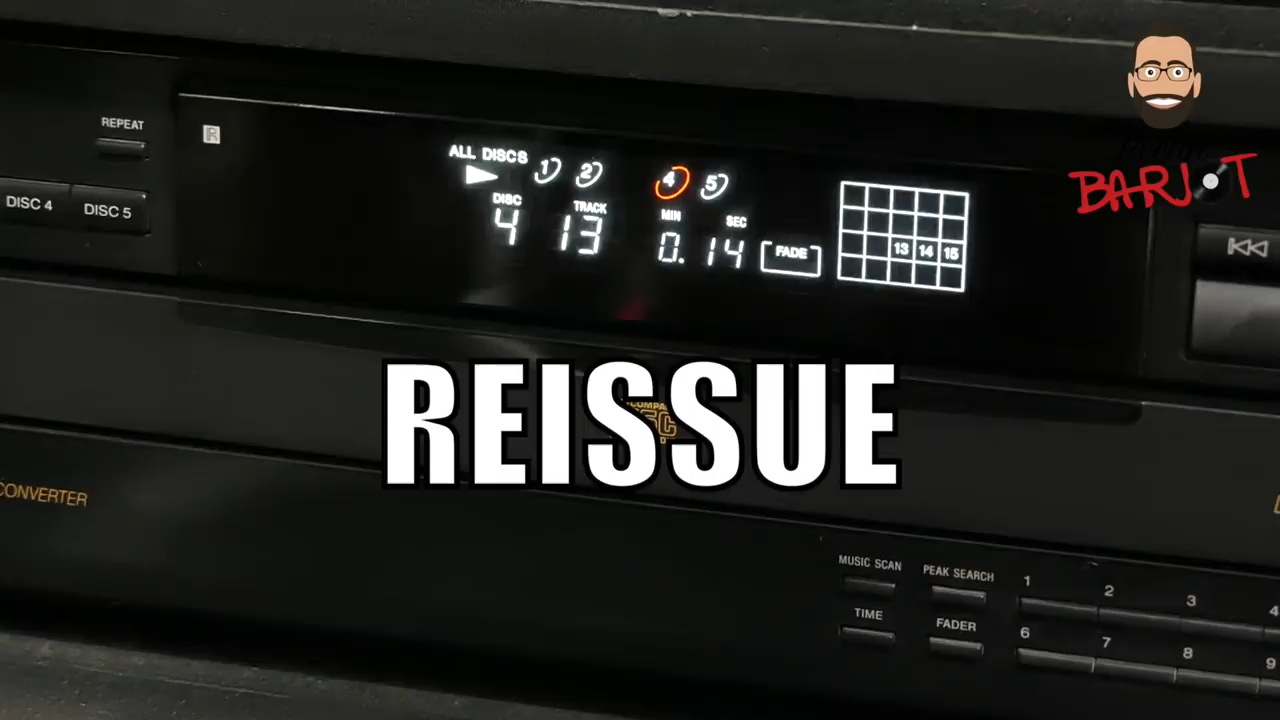 REPEAT
DISC 4
DISC 5
ALL DISCS
1 2 4 5
DISC TRACK MIN SEC
4 13 0. 14
FADE
13 14 15
BARJOT
REISSUE
COMPACT
DISC
CONVERTER
MUSIC SCAN
PEAK SEARCH
1 2 3 4
TIME
FADER
6 7 8 9